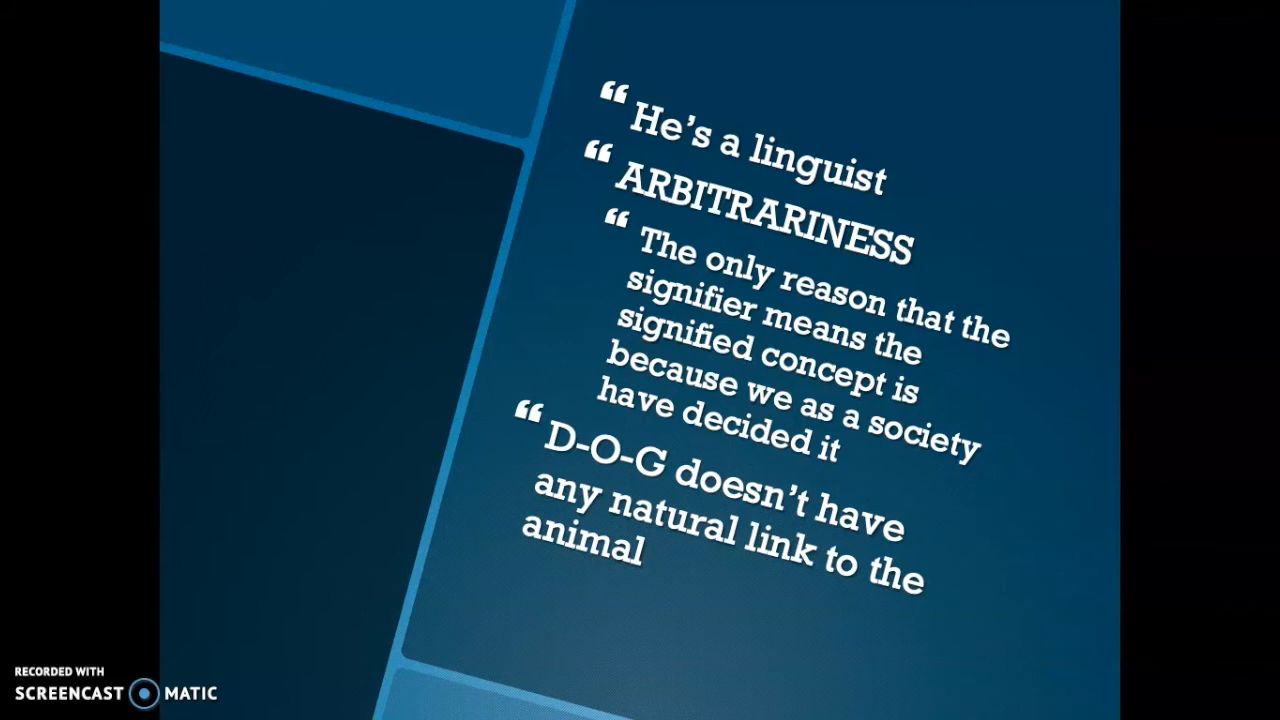 “ He's a linguist
“ ARBITRARINESS
“ The only reason that the
signifier means the
signified concept is
because we as a society
have decided it
“ D-O-G doesn't have
any natural link to the
animal
RECORDED WITH
SCREENCAST MATIC